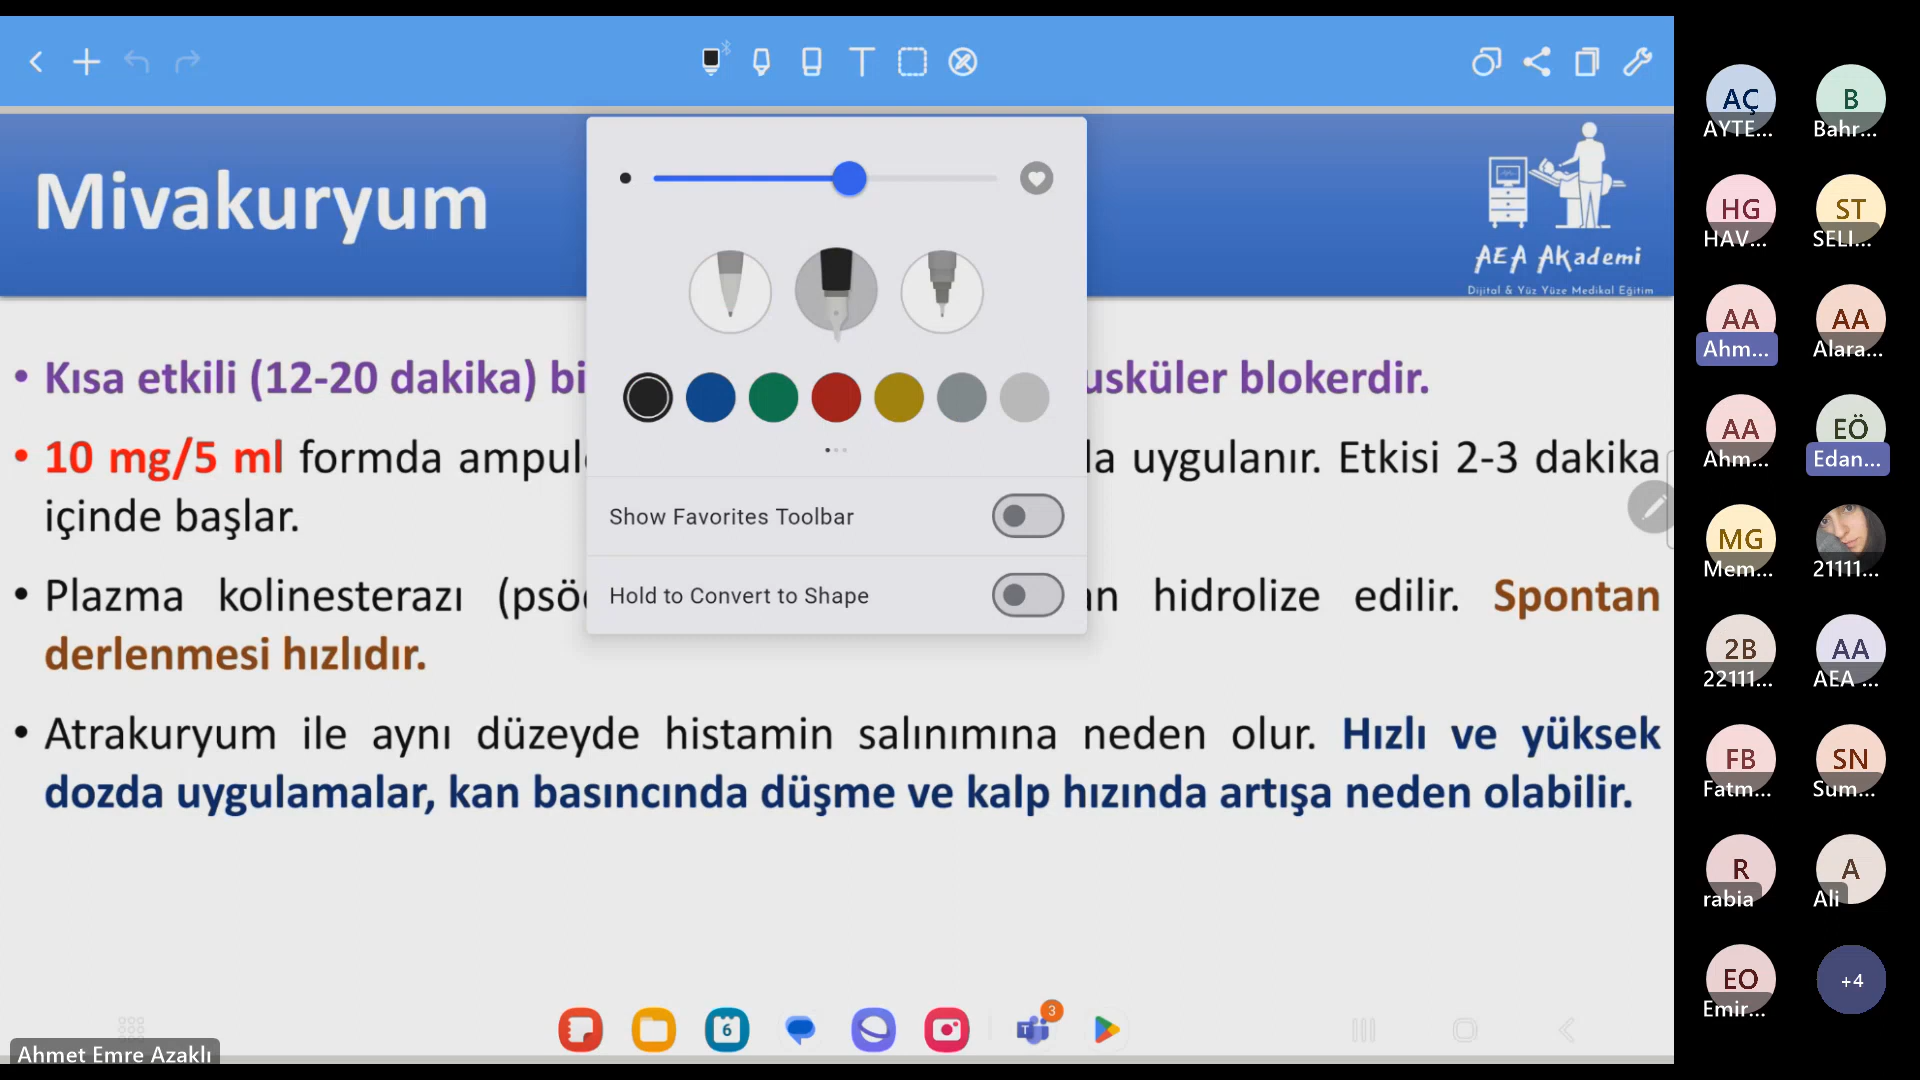 Mivakuryum
AEA AKademi
Dijital & Yüz Yüze Medikal Eğitim
• Kısa etkili (12-20 dakika) bi
usküler blokerdir.
• 10 mg/5 ml formda ampul
la uygulanır. Etkisi 2-3 dakika
içinde başlar.
• Plazma kolinesterazı (psö
n hidrolize edilir. Spontan
derlenmesi hızlıdır.
• Atrakuryum ile aynı düzeyde histamin salınımına neden olur. Hızlı ve yüksek
dozda uygulamalar, kan basıncında düşme ve kalp hızında artışa neden olabilir.
Show Favorites Toolbar
Hold to Convert to Shape
6
3
Ahmet Emre Azaklı
AÇ
AYTE...
B
Bahr...
HG
HAV...
ST
SELI...
AA
Ahm...
AA
Alara...
AA
Ahm...
EÖ
Edan...
MG
Mem...
21111...
2B
22111...
AA
AEA ...
FB
Fatm...
SN
Sum...
R
rabia
A
Ali
EO
Emir...
+4